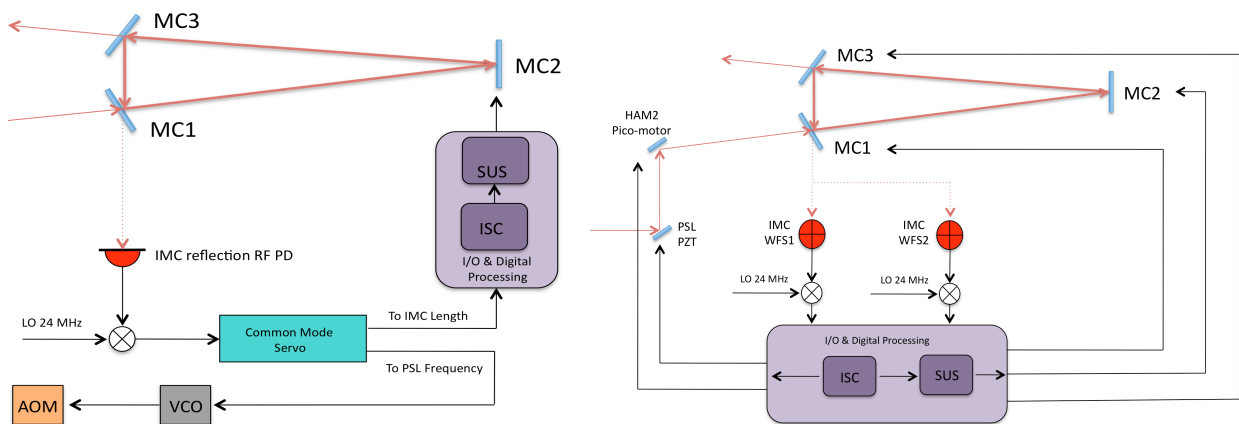 MC3
MC2
MC1
SUS
ISC
I/O & Digital
Processing
IMC reflection RF PD
LO 24 MHz
Common Mode
Servo
To IMC Length
To PSL Frequency
AOM
VCO
MC3
MC2
HAM2
Pico-motor
MC1
PSL
PZT
IMC
WFS1
IMC
WFS2
LO 24 MHz
LO 24 MHz
I/O & Digital Processing
ISC
SUS